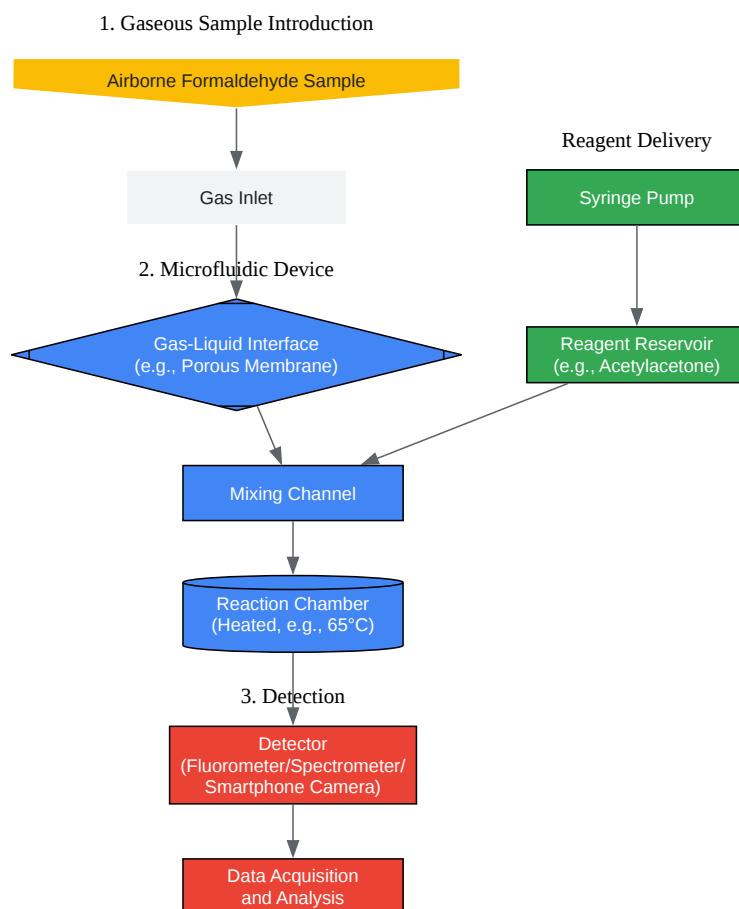 1. Gaseous Sample Introduction
Airborne Formaldehyde Sample
Gas Inlet
Reagent Delivery
Syringe Pump
2. Microfluidic Device
Gas-Liquid Interface
(e.g., Porous Membrane)
Reagent Reservoir
(e.g., Acetylacetone)
Mixing Channel
Reaction Chamber
(Heated, e.g., 65°C)
3. Detection
Detector
(Fluorometer/Spectrometer/
Smartphone Camera)
Data Acquisition
and Analysis